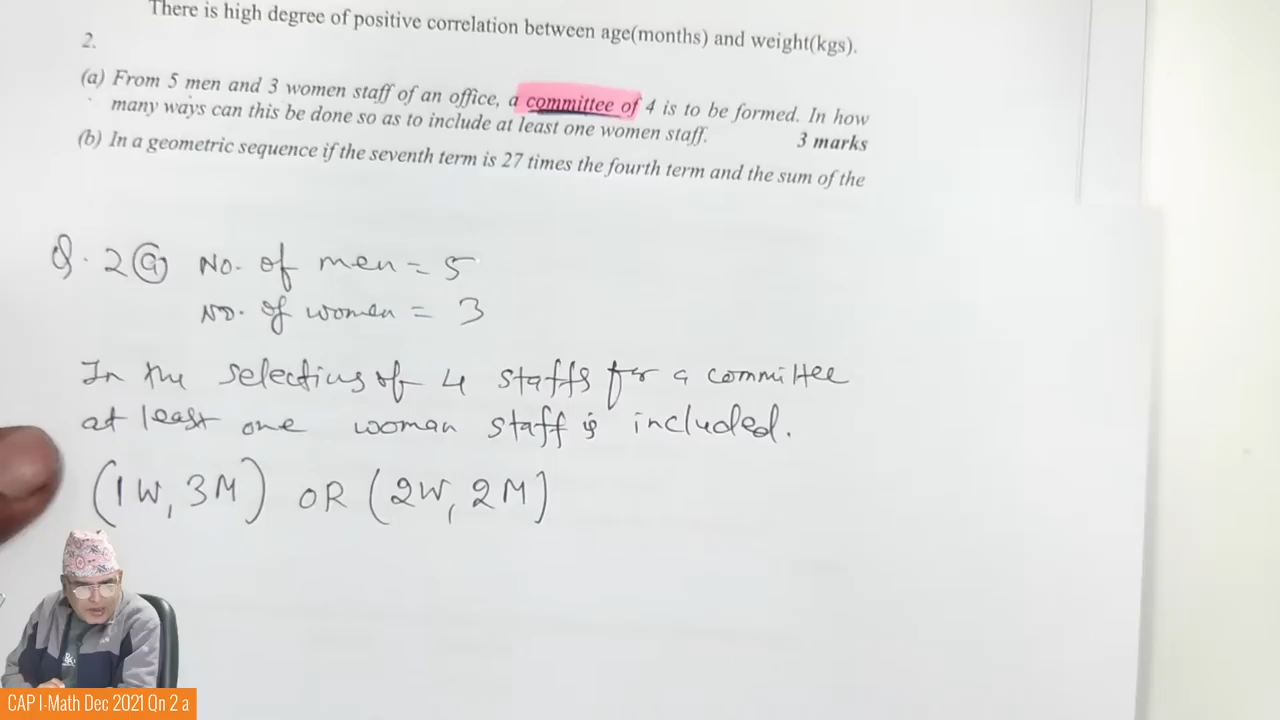 There is high degree of positive correlation between age(months) and weight(kgs).
2.
(a) From 5 men and 3 women staff of an office, a committee of 4 is to be formed. In how
many ways can this be done so as to include at least one women staff. 3 marks
(b) In a geometric sequence if the seventh term is 27 times the fourth term and the sum of the
Q. 2(a) No. of men = 5
No. of women = 3
In the selections of 4 staffs for a committee
at least one woman staff is included.
(1W, 3M) OR (2W, 2M)
CAP I-Math Dec 2021 Qn 2 a